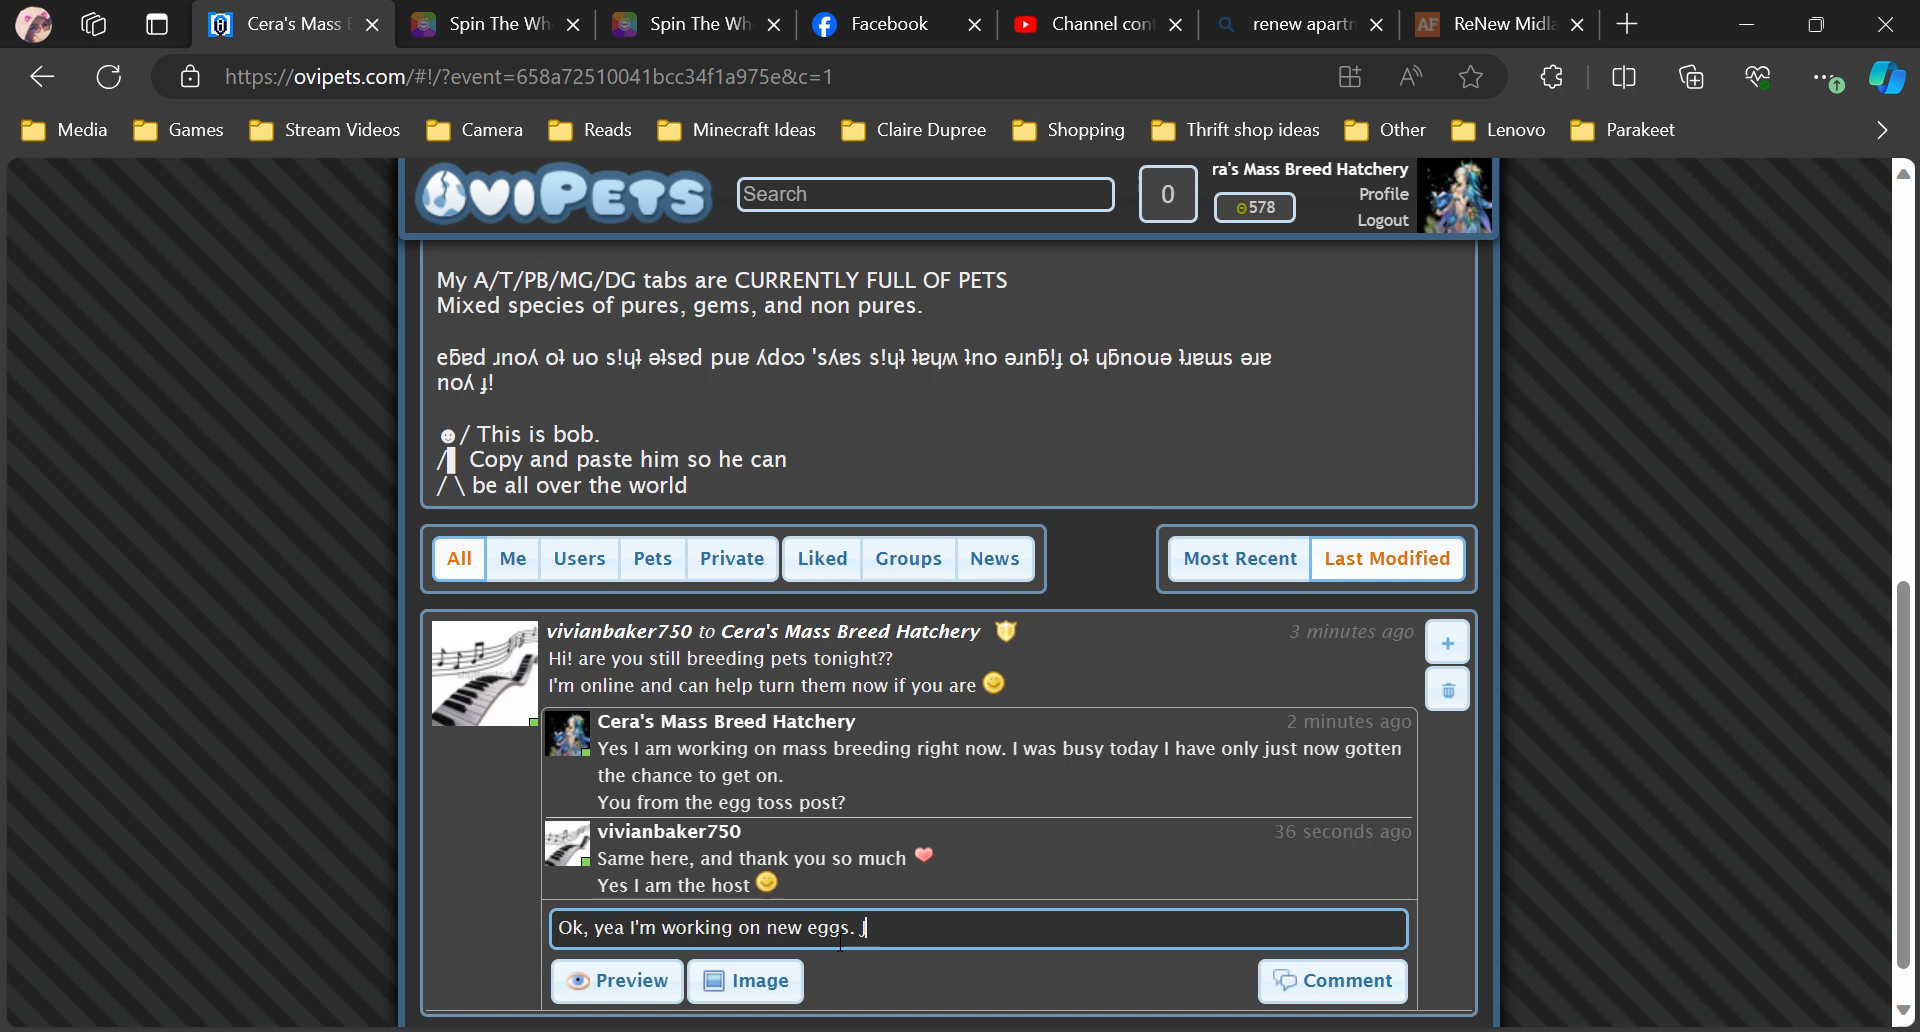 Cera's Mass E
Spin The Wh
Spin The Wh
Facebook
Channel con
renew apartn
AF ReNew Midla
https://ovipets.com/#!/?event=658a72510041bcc34f1a975e&c=1
Media
Games
Stream Videos
Camera
Reads
Minecraft Ideas
Claire Dupree
Shopping
Thrift shop ideas
Other
Lenovo
Parakeet
OviPets
Search
0
ra's Mass Breed Hatchery
578
Profile
Logout
My A/T/PB/MG/DG tabs are CURRENTLY FULL OF PETS
Mixed species of pures, gems, and non pures.
ǝƃɐd ɹnoʎ oʇ uo s!ɥʇ ǝʇsɐd puɐ ʎdoɔ 'sʎɐs s!ɥʇ ʇɐɥʍ ʇno ǝɹnƃ!ɟ oʇ ɥƃnouǝ ʇɹɐɯs ǝɹɐ
noʎ ɟ!
☻/ This is bob.
/▌ Copy and paste him so he can
/ \ be all over the world
All
Me
Users
Pets
Private
Liked
Groups
News
Most Recent
Last Modified
vivianbaker750 to Cera's Mass Breed Hatchery
3 minutes ago
Hi! are you still breeding pets tonight??
I'm online and can help turn them now if you are
Cera's Mass Breed Hatchery
2 minutes ago
Yes I am working on mass breeding right now. I was busy today I have only just now gotten
the chance to get on.
You from the egg toss post?
vivianbaker750
36 seconds ago
Same here, and thank you so much
Yes I am the host
Ok, yea I'm working on new eggs. J
Preview
Image
Comment